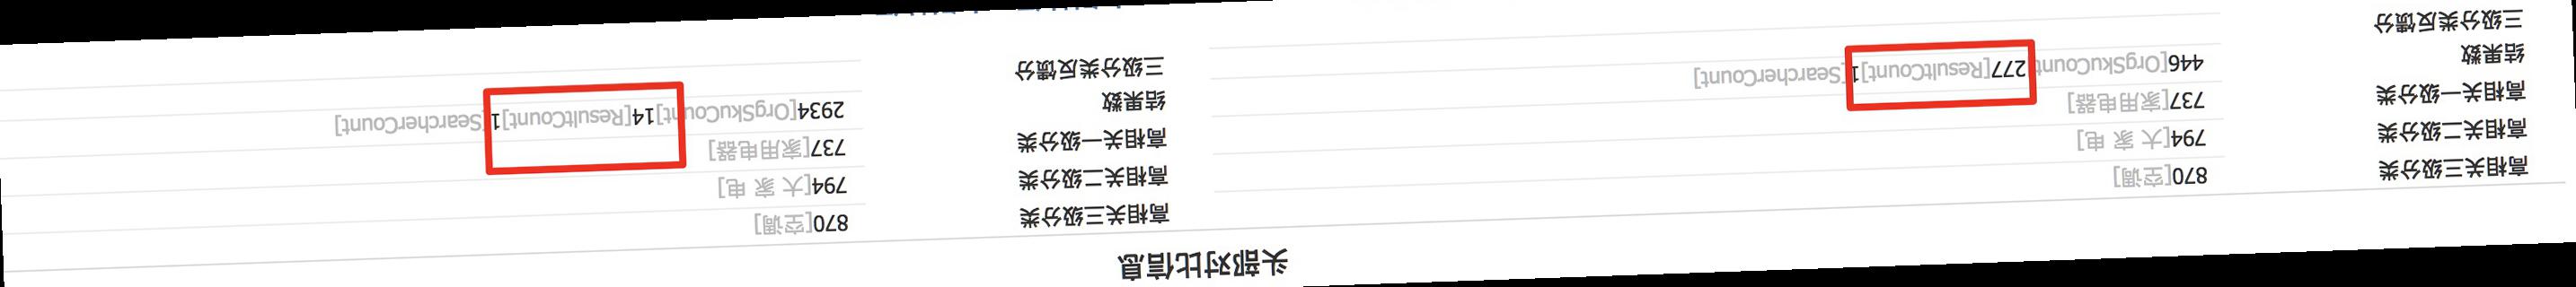 头部对比信息
高相关三级分类 870[空调] 高相关三级分类 870[空调]
高相关二级分类 794[大 家 电] 高相关二级分类 794[大 家 电]
高相关一级分类 737[家用电器] 高相关一级分类 737[家用电器]
结果数 446[OrgSkuCount]277[ResultCount]1[SearcherCount] 结果数 2934[OrgSkuCount]14[ResultCount]1[SearcherCount]
三级分类反馈分 三级分类反馈分